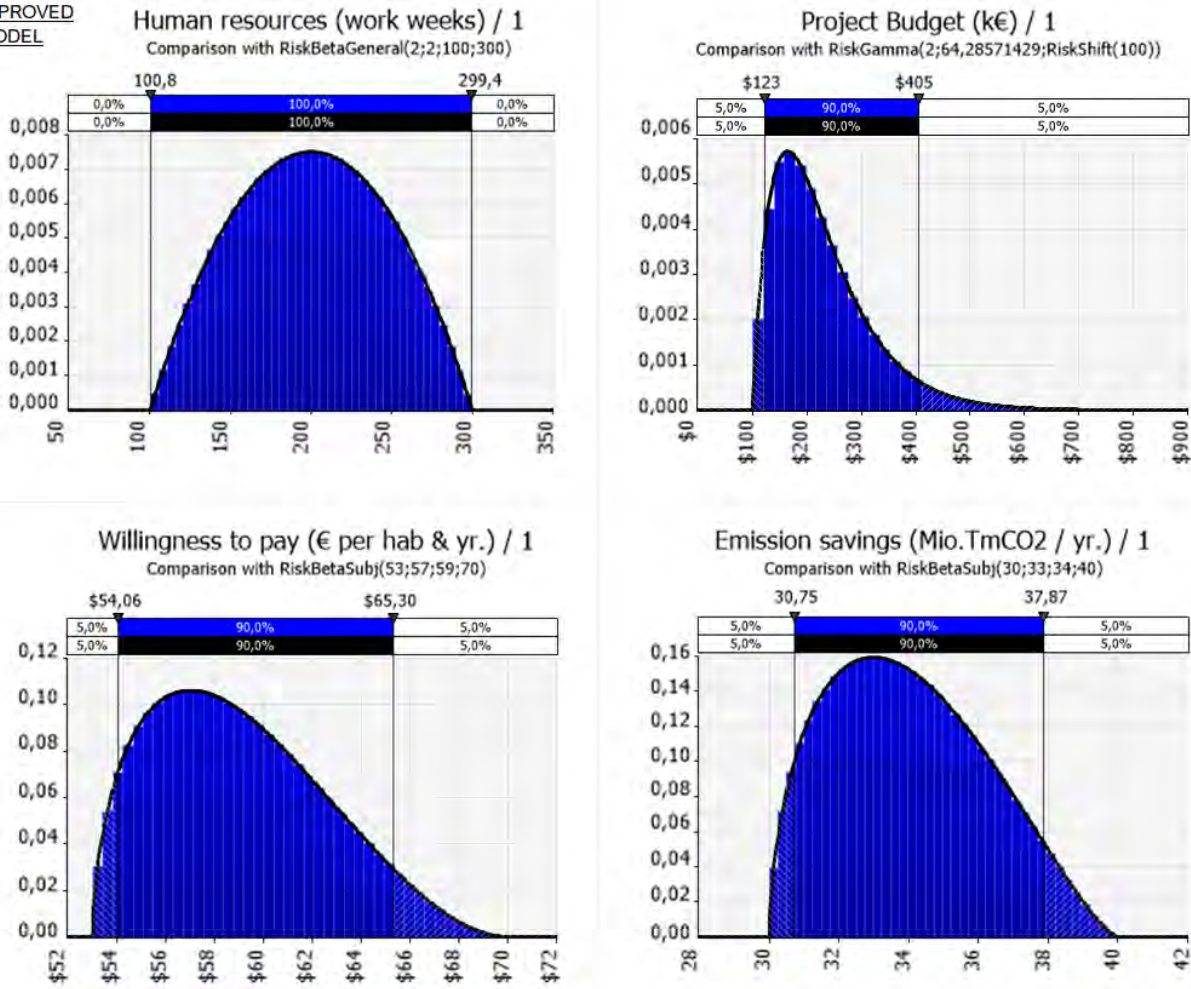 PROVED
ODEL
Human resources (work weeks) / 1
Comparison with RiskBetaGeneral(2;2;100;300)
100,8 299,4
0,0% 100,0% 0,0%
0,0% 100,0% 0,0%
0,008
0,007
0,006
0,005
0,004
0,003
0,002
0,001
0,000
50 100 150 200 250 300 350
Project Budget (k€) / 1
Comparison with RiskGamma(2;64,28571429;RiskShift(100))
$123 $405
5,0% 90,0% 5,0%
5,0% 90,0% 5,0%
0,006
0,005
0,004
0,003
0,002
0,001
0,000
$- $100 $200 $300 $400 $500 $600 $700 $800 $900
Willingness to pay (€ per hab & yr.) / 1
Comparison with RiskBetaSubj(53;57;59;70)
$54,06 $65,30
5,0% 90,0% 5,0%
5,0% 90,0% 5,0%
0,12
0,10
0,08
0,06
0,04
0,02
0,00
$52 $54 $56 $58 $60 $62 $64 $66 $68 $70 $72
Emission savings (Mio.TmCO2 / yr.) / 1
Comparison with RiskBetaSubj(30;33;34;40)
30,75 37,87
5,0% 90,0% 5,0%
5,0% 90,0% 5,0%
0,16
0,14
0,12
0,10
0,08
0,06
0,04
0,02
0,00
28 30 32 34 36 38 40 42